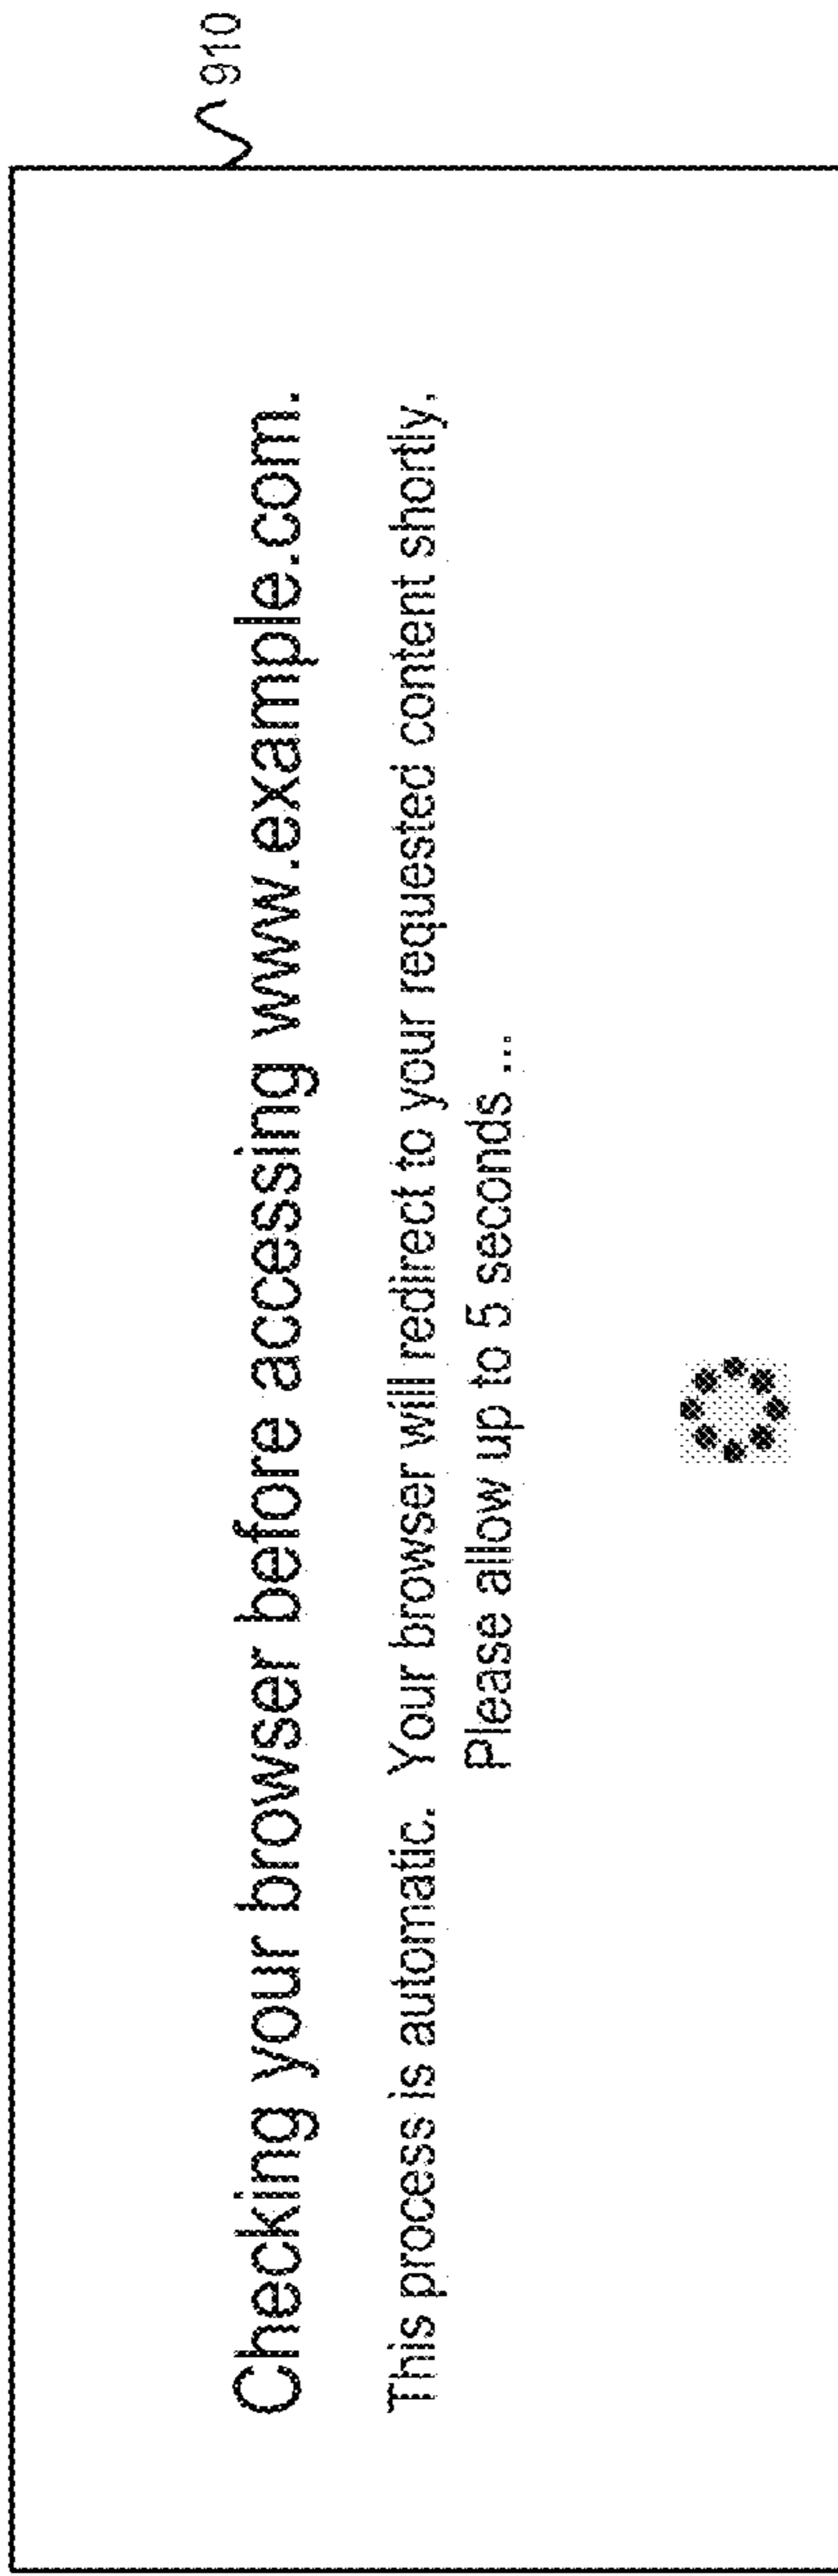 910
Checking your browser before accessing www.example.com.
This process is automatic. Your browser will redirect to your requested content shortly.
Please allow up to 5 seconds ...